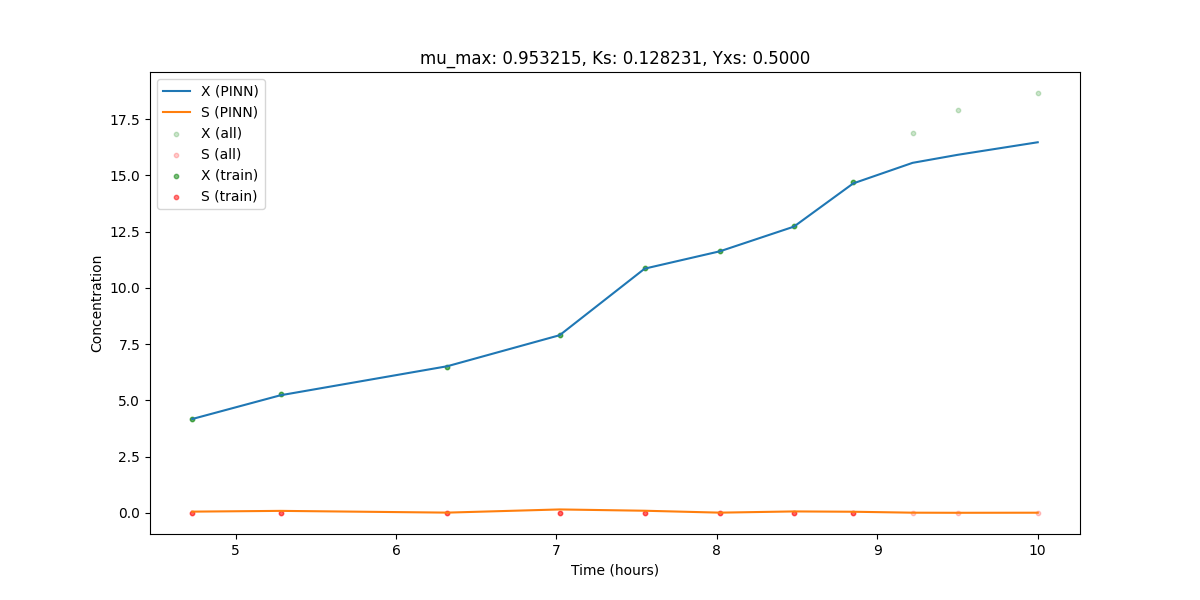 mu_max: 0.953215, Ks: 0.128231, Yxs: 0.5000
X (PINN)
S (PINN)
X (all)
S (all)
X (train)
S (train)
Concentration
17.5
15.0
12.5
10.0
7.5
5.0
2.5
0.0
5 6 7 8 9 10
Time (hours)